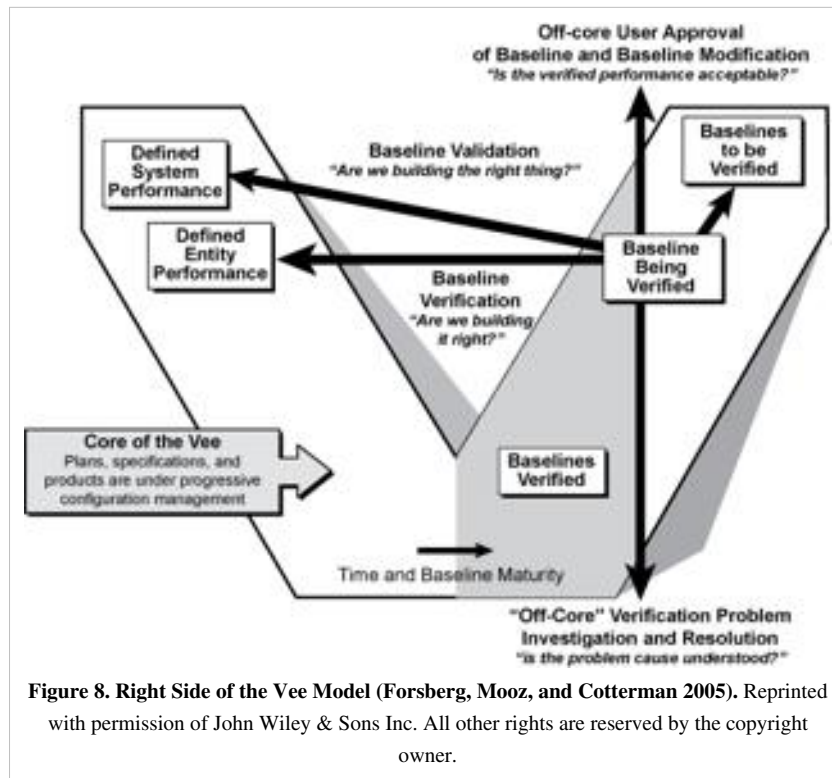 Off-core User Approval
of Baseline and Baseline Modification
"Is the verified performance acceptable?"
Defined
System
Performance
Baseline Validation
"Are we building the right thing?"
Baselines
to be
Verified
Defined
Entity
Performance
Baseline
Being
Verified
Baseline
Verification
"Are we building
it right?"
Core of the Vee
Plans, specifications, and
products are under progressive
configuration management
Baselines
Verified
Time and Baseline Maturity
"Off-Core" Verification Problem
Investigation and Resolution
"is the problem cause understood?"
Figure 8. Right Side of the Vee Model (Forsberg, Mooz, and Cotterman 2005). Reprinted
with permission of John Wiley & Sons Inc. All other rights are reserved by the copyright
owner.